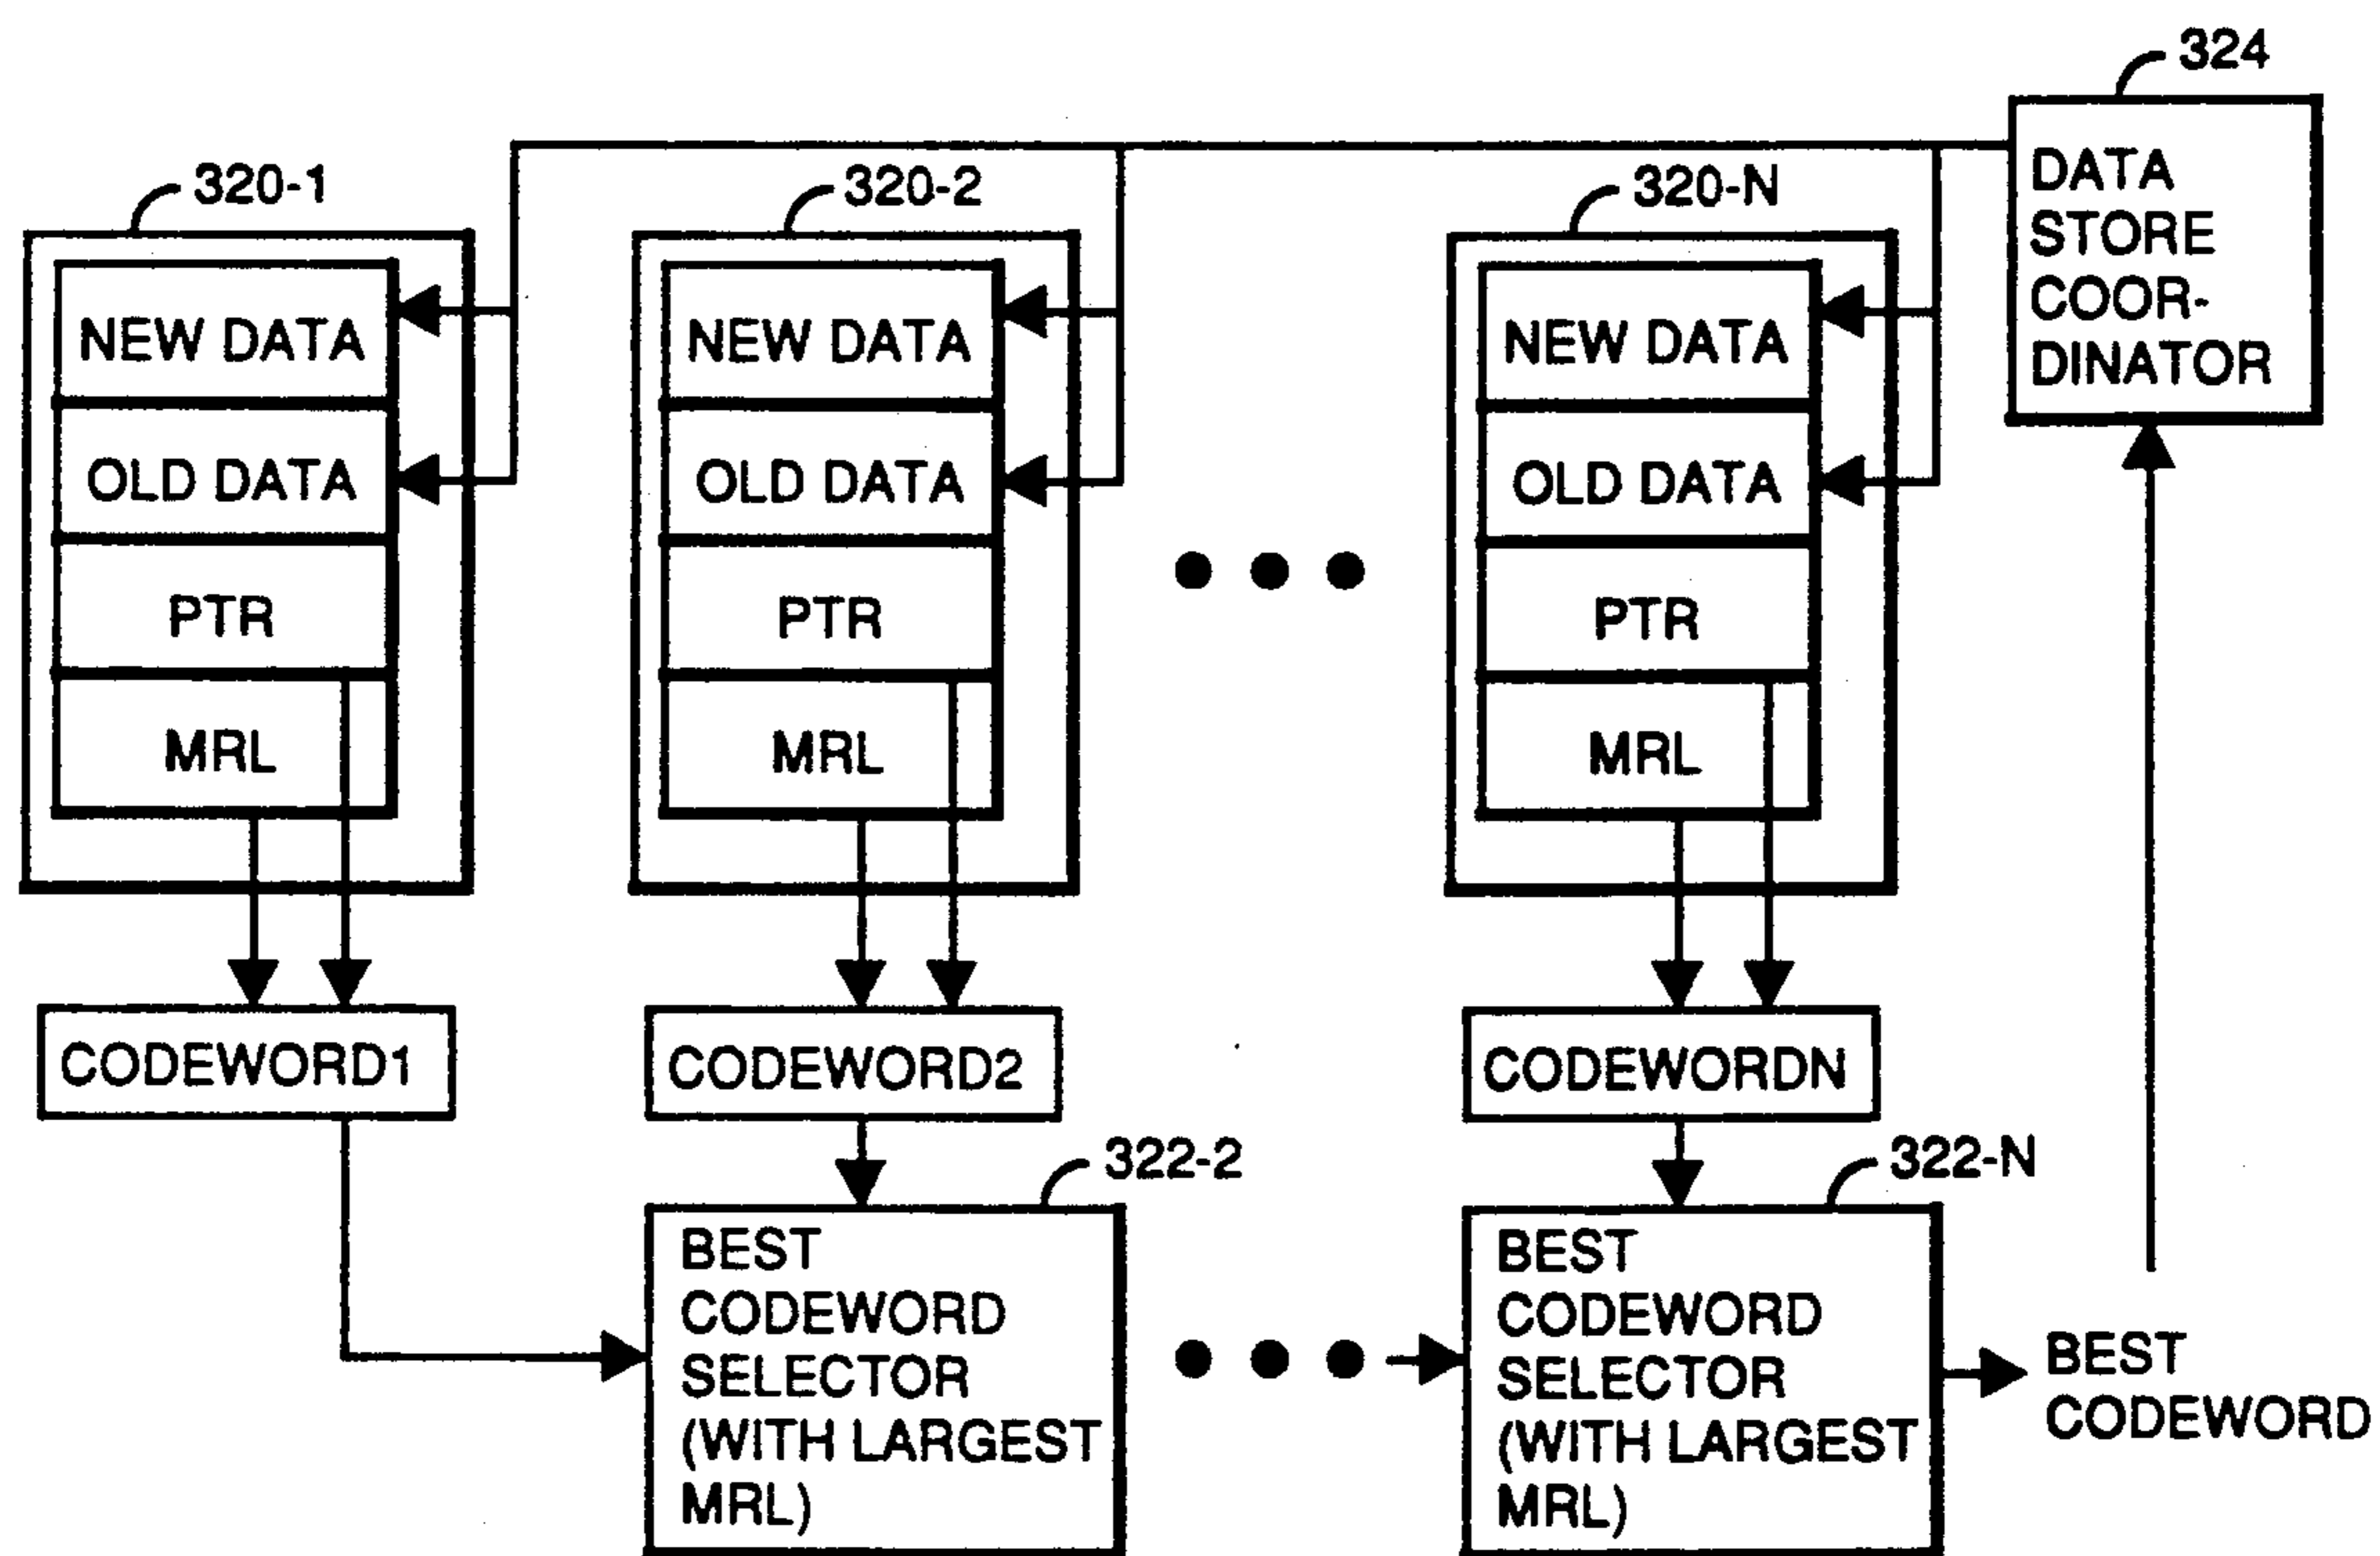 324
320-1
320-2
320-N
DATA
STORE
COOR-
DINATOR
NEW DATA
OLD DATA
PTR
MRL
NEW DATA
OLD DATA
PTR
MRL
NEW DATA
OLD DATA
PTR
MRL
CODEWORD1
CODEWORD2
CODEWORDN
322-2
322-N
BEST
CODEWORD
SELECTOR
(WITH LARGEST
MRL)
BEST
CODEWORD
SELECTOR
(WITH LARGEST
MRL)
BEST
CODEWORD